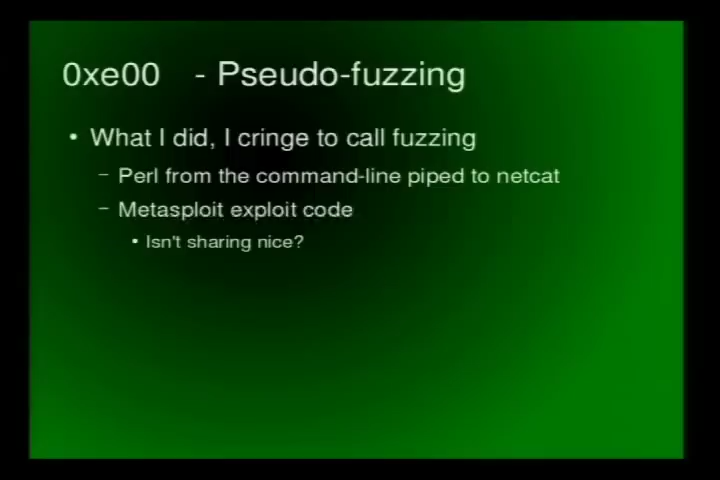 0xe00 - Pseudo-fuzzing
• What I did, I cringe to call fuzzing
– Perl from the command-line piped to netcat
– Metasploit exploit code
• Isn't sharing nice?